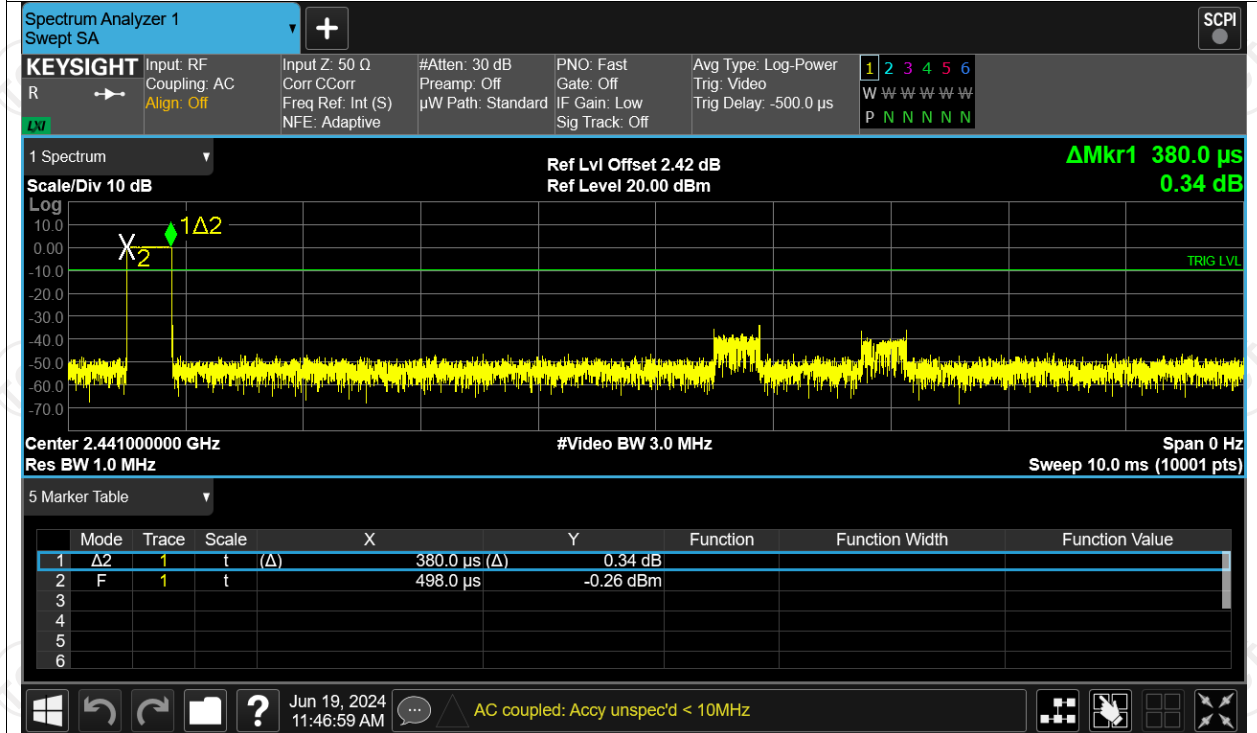 Spectrum Analyzer 1
Swept SA
▼
+
SCPI
KEYSIGHT
R
LXI
Input: RF
Coupling: AC
Align: Off
Input Z: 50 Ω
Corr CCorr
Freq Ref: Int (S)
NFE: Adaptive
#Atten: 30 dB
Preamp: Off
µW Path: Standard
PNO: Fast
Gate: Off
IF Gain: Low
Sig Track: Off
Avg Type: Log-Power
Trig: Video
Trig Delay: -500.0 µs
1 2 3 4 5 6
W W W W W W
P N N N N N
1 Spectrum ▼
Scale/Div 10 dB
Ref Lvl Offset 2.42 dB
Ref Level 20.00 dBm
ΔMkr1 380.0 µs
0.34 dB
Log
10.0
0.00
-10.0
-20.0
-30.0
-40.0
-50.0
-60.0
-70.0
1Δ2
X2
TRIG LVL
Center 2.441000000 GHz
#Video BW 3.0 MHz
Span 0 Hz
Res BW 1.0 MHz
Sweep 10.0 ms (10001 pts)
5 Marker Table ▼
Mode Trace Scale X Y Function Function Width Function Value
1 Δ2 1 t (Δ) 380.0 µs (Δ) 0.34 dB
2 F 1 t 498.0 µs -0.26 dBm
3
4
5
6
?
Jun 19, 2024
11:46:59 AM
AC coupled: Accy unspec'd < 10MHz